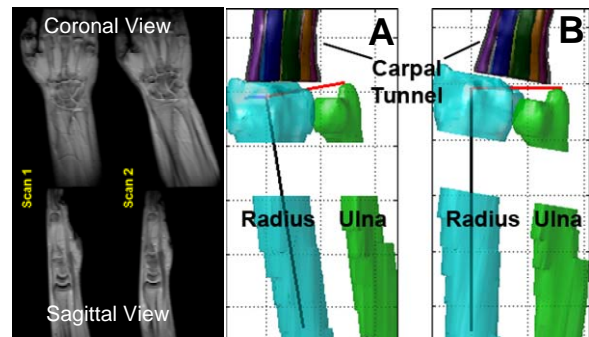 Coronal View
Scan 1
Scan 2
Sagittal View
A
B
Carpal
Tunnel
Radius
Ulna
Radius
Ulna